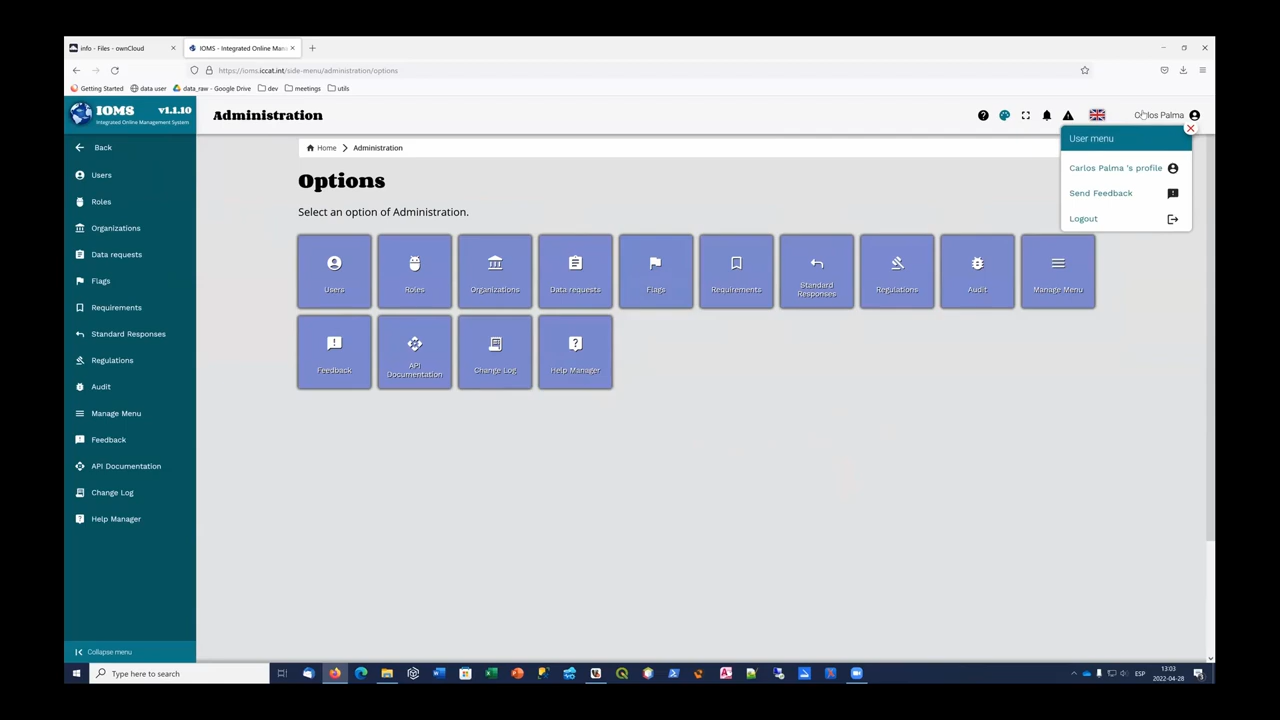 info - Files - ownCloud
IOMS - Integrated Online Mana
https://ioms.iccat.int/side-menu/administration/options
Getting Started
data user
data_raw - Google Drive
dev
meetings
utils
IOMS v1.1.10
Integrated Online Management System
Administration
Carlos Palma
Back
Users
Roles
Organizations
Data requests
Flags
Requirements
Standard Responses
Regulations
Audit
Manage Menu
Feedback
API Documentation
Change Log
Help Manager
Collapse menu
Home
Administration
Options
Select an option of Administration.
Users
Roles
Organizations
Data requests
Flags
Requirements
Standard
Responses
Regulations
Audit
Manage Menu
Feedback
API
Documentation
Change Log
Help Manager
User menu
Carlos Palma 's profile
Send Feedback
Logout
Type here to search
ESP
13:03
2022-04-28